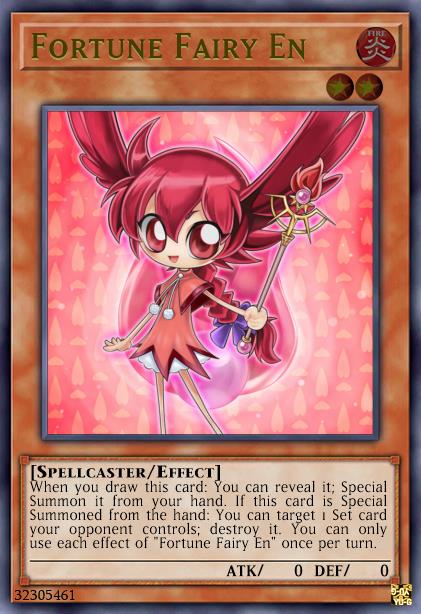 FORTUNE FAIRY EN
FIRE
炎
[SPELLCASTER/EFFECT]
When you draw this card: You can reveal it; Special
Summon it from your hand. If this card is Special
Summoned from the hand: You can target 1 Set card
your opponent controls; destroy it. You can only
use each effect of "Fortune Fairy En" once per turn.
ATK/ 0 DEF/ 0
32305461